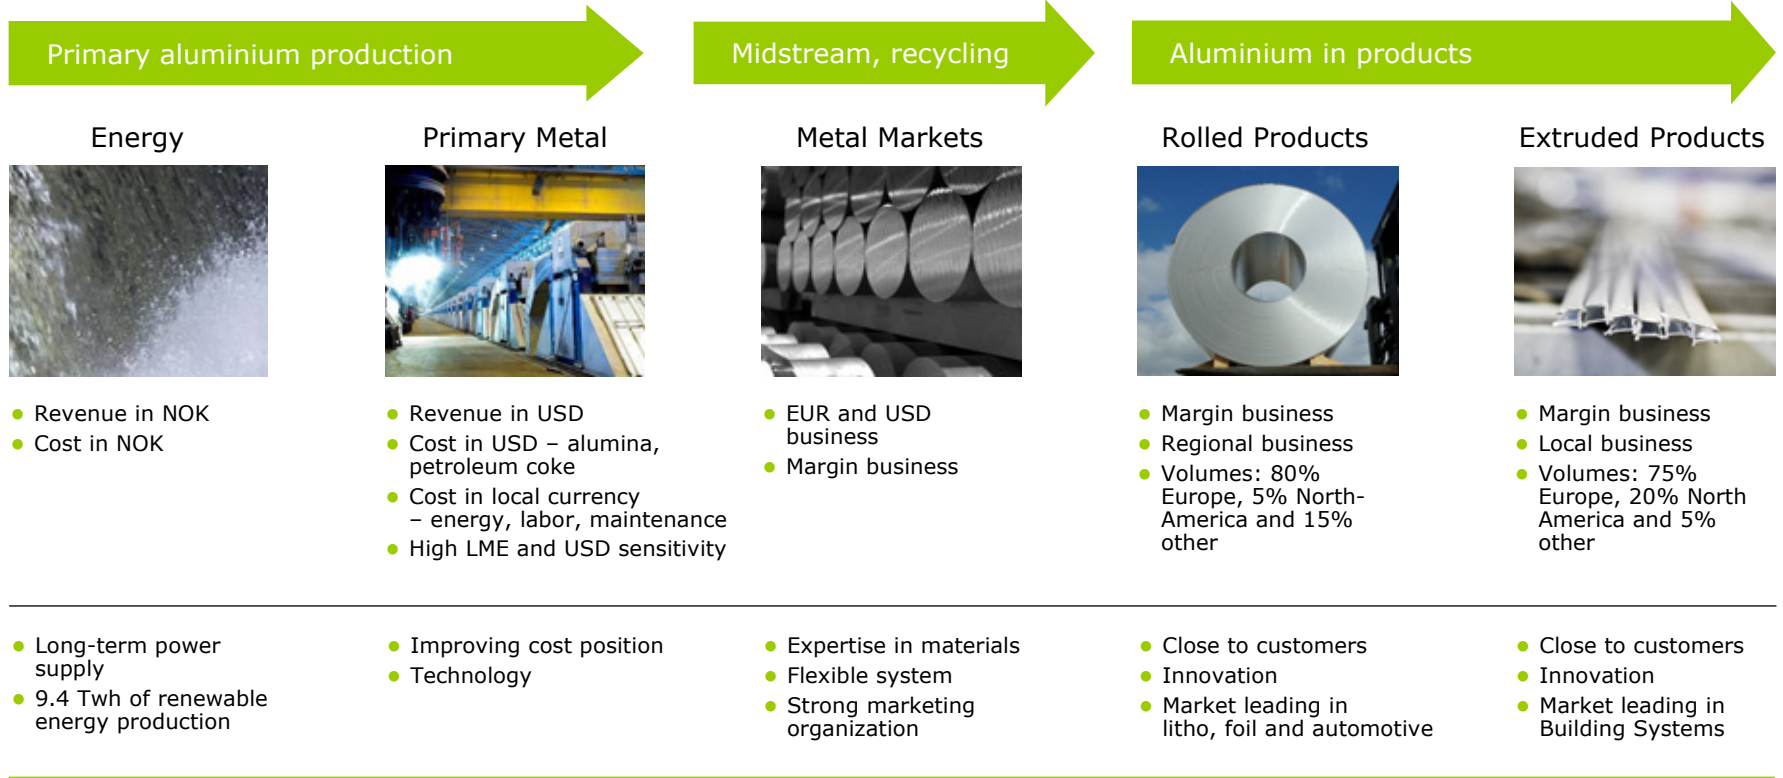 Primary aluminium production
Midstream, recycling
Aluminium in products
Energy
Primary Metal
Metal Markets
Rolled Products
Extruded Products
Revenue in NOK
Cost in NOK
Revenue in USD
Cost in USD – alumina,
petroleum coke
Cost in local currency
– energy, labor, maintenance
High LME and USD sensitivity
EUR and USD
business
Margin business
Margin business
Regional business
Volumes: 80%
Europe, 5% North-
America and 15%
other
Margin business
Local business
Volumes: 75%
Europe, 20% North
America and 5%
other
Long-term power
supply
9.4 Twh of renewable
energy production
Improving cost position
Technology
Expertise in materials
Flexible system
Strong marketing
organization
Close to customers
Innovation
Market leading in
litho, foil and automotive
Close to customers
Innovation
Market leading in
Building Systems